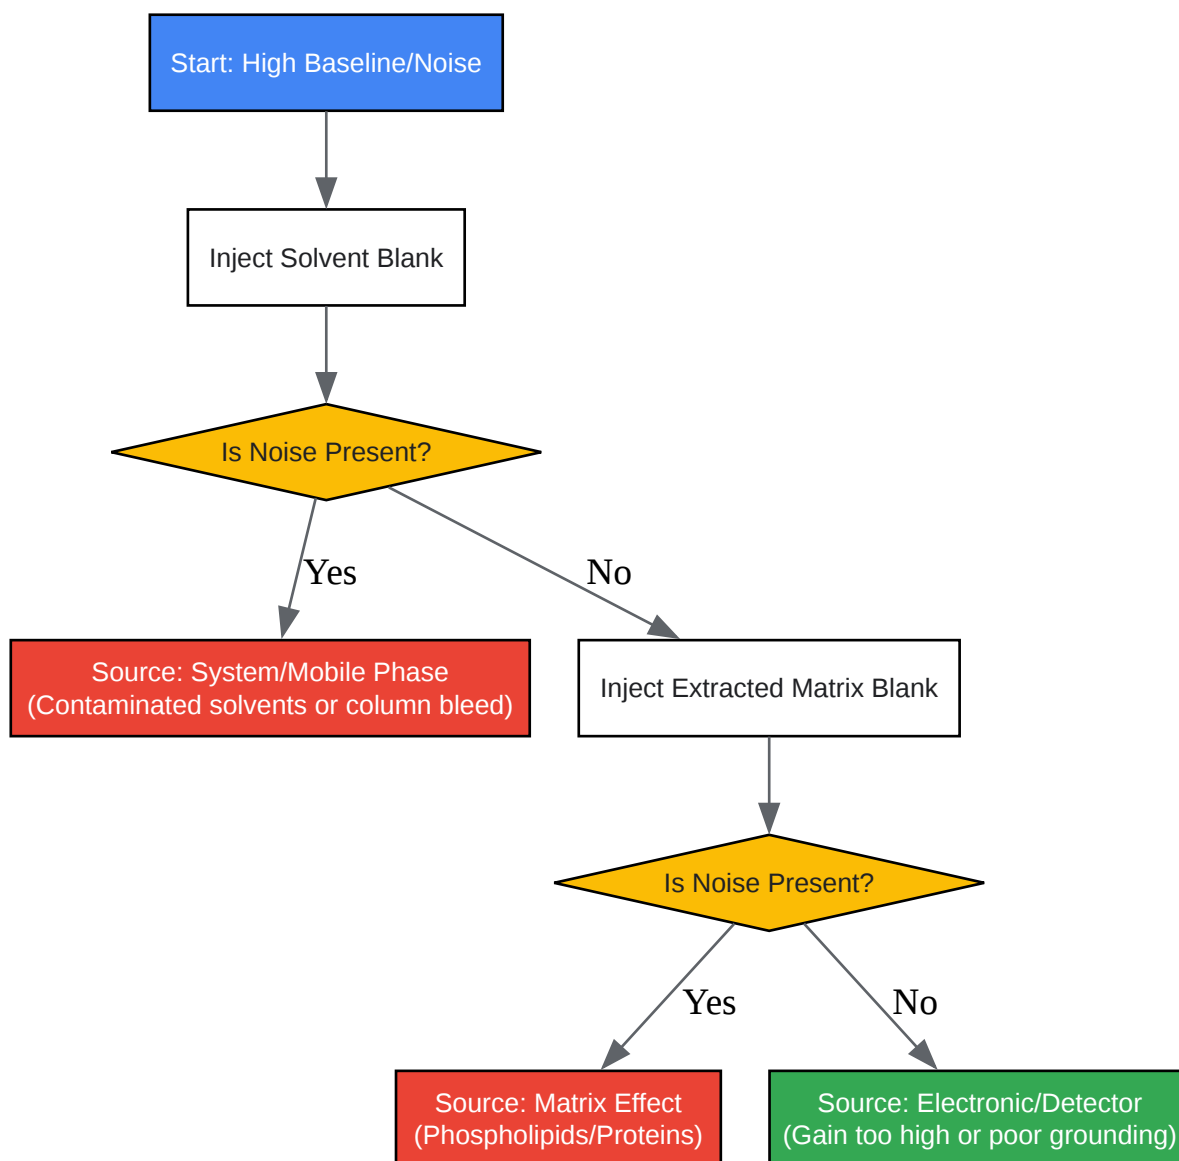 Start: High Baseline/Noise
Inject Solvent Blank
Is Noise Present?
Yes
No
Source: System/Mobile Phase
(Contaminated solvents or column bleed)
Inject Extracted Matrix Blank
Is Noise Present?
Yes
No
Source: Matrix Effect
(Phospholipids/Proteins)
Source: Electronic/Detector
(Gain too high or poor grounding)